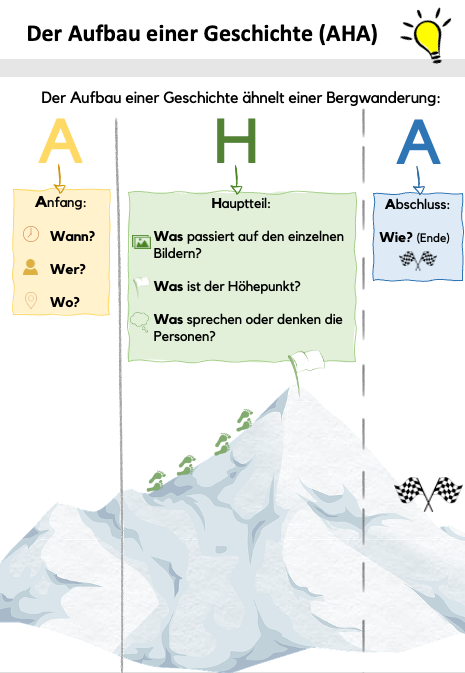 Der Aufbau einer Geschichte (AHA)
Der Aufbau einer Geschichte ähnelt einer Bergwanderung:
A
H
A
Anfang:
Wann?
Wer?
Wo?
Hauptteil:
Was passiert auf den einzelnen
Bildern?
Was ist der Höhepunkt?
Was sprechen oder denken die
Personen?
Abschluss:
Wie? (Ende)